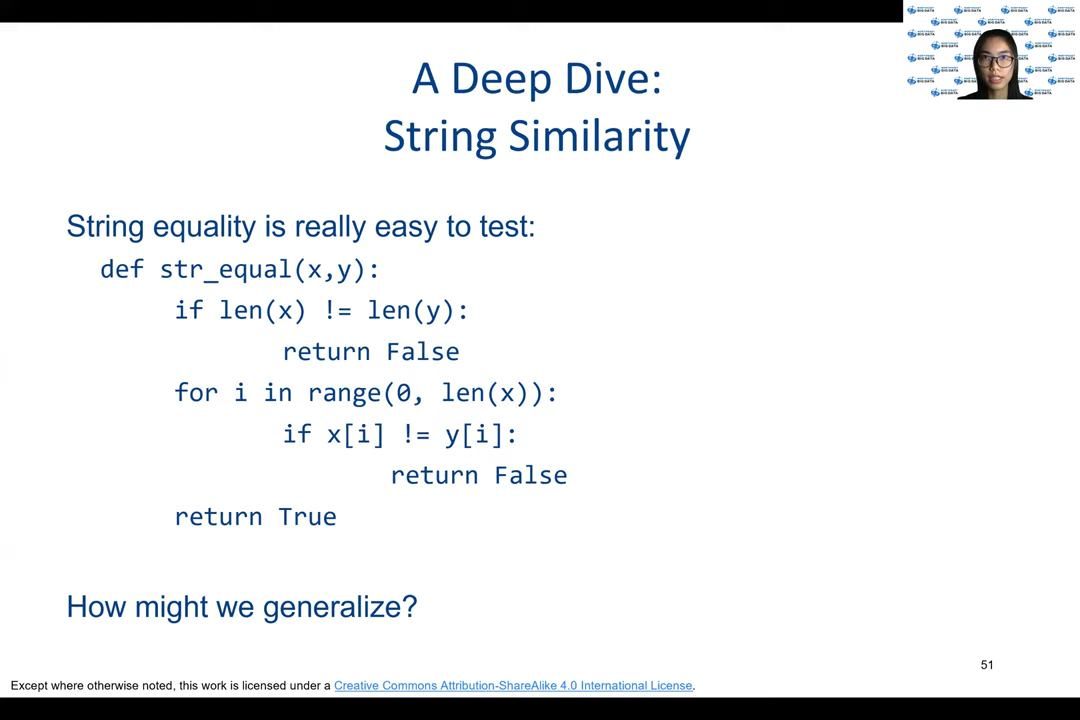 A Deep Dive:
String Similarity
String equality is really easy to test:
def str_equal(x,y):
if len(x) != len(y):
return False
for i in range(0, len(x)):
if x[i] != y[i]:
return False
return True
How might we generalize?
51
Except where otherwise noted, this work is licensed under a Creative Commons Attribution-ShareAlike 4.0 International License.